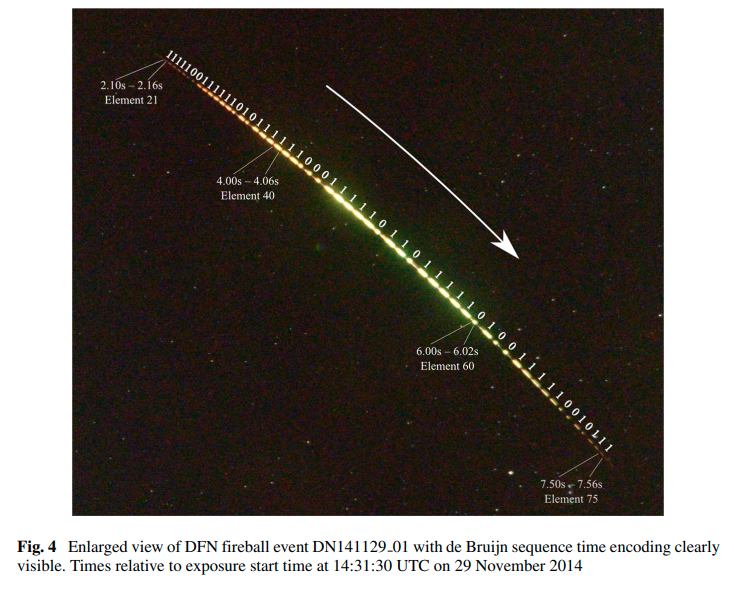 2.10s – 2.16s
Element 21
4.00s – 4.06s
Element 40
6.00s – 6.02s
Element 60
7.50s – 7.56s
Element 75
Fig. 4 Enlarged view of DFN fireball event DN141129_01 with de Bruijn sequence time encoding clearly
visible. Times relative to exposure start time at 14:31:30 UTC on 29 November 2014